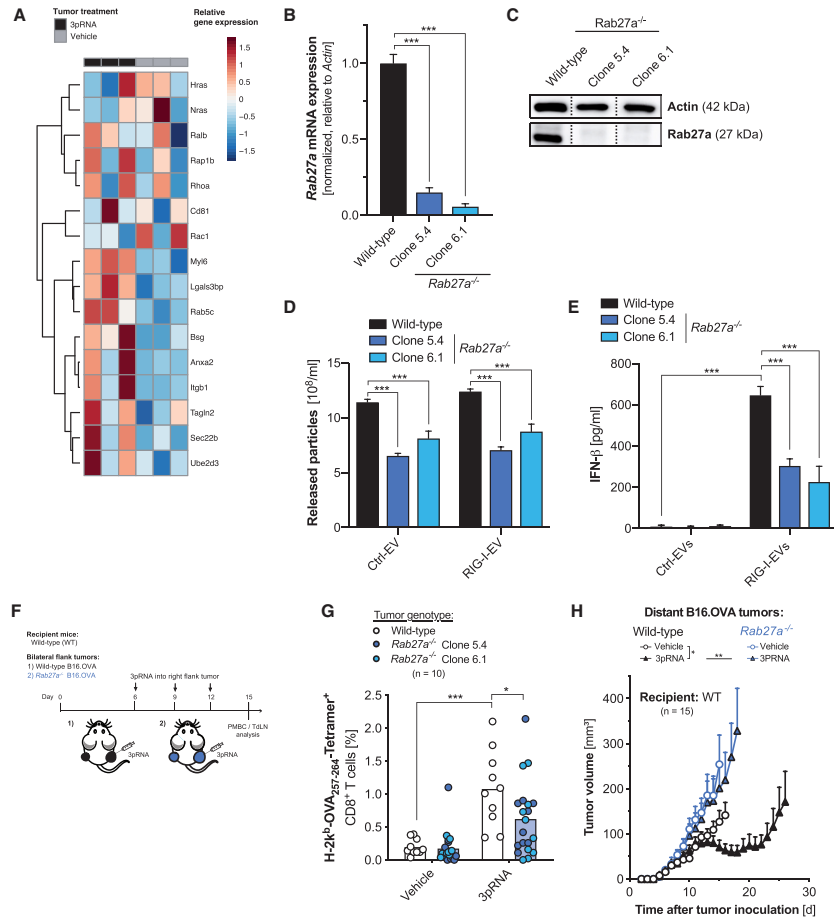 A
Tumor treatment
3pRNA
Vehicle
Relative
gene expression
1.5
1
0.5
0
−0.5
−1
−1.5
Hras
Nras
Ralb
Rap1b
Rhoa
Cd81
Rac1
Myl6
Lgals3bp
Rab5c
Bsg
Anxa2
Itgb1
Tagln2
Sec22b
Ube2d3
B
Rab27a mRNA expression
[normalized, relative to Actin]
1.0
0.5
0.0
***
***
Wild-type
Clone 5.4
Clone 6.1
Rab27a-/-
C
Rab27a-/-
Wild-type
Clone 5.4
Clone 6.1
Actin (42 kDa)
Rab27a (27 kDa)
D
Wild-type
Clone 5.4
Clone 6.1
Rab27a-/-
Released particles [10⁸/ml]
15
10
5
0
***
***
***
***
Ctrl-EV
RIG-I-EV
E
Wild-type
Clone 5.4
Clone 6.1
Rab27a-/-
IFN-β [pg/ml]
800
600
400
200
0
***
***
***
Ctrl-EVs
RIG-I-EVs
F
Recipient mice:
Wild-type (WT)
Bilateral flank tumors:
1) Wild-type B16.OVA
2) Rab27a-/- B16.OVA
3pRNA into right flank tumor
Day
0
6
9
12
15
1)
3pRNA
2)
3pRNA
PMBC / TdLN
analysis
G
Tumor genotype:
Wild-type
Rab27a-/- Clone 5.4
Rab27a-/- Clone 6.1
(n = 10)
H-2kb-OVA257-264-Tetramer+
CD8+ T cells [%]
2.5
2.0
1.5
1.0
0.5
0.0
***
*
Vehicle
3pRNA
H
Distant B16.OVA tumors:
Wild-type
Rab27a-/-
Vehicle
3pRNA
*
**
Vehicle
3PRNA
Recipient: WT
(n = 15)
Tumor volume [mm³]
400
300
200
100
0
0
10
20
30
Time after tumor inoculation [d]